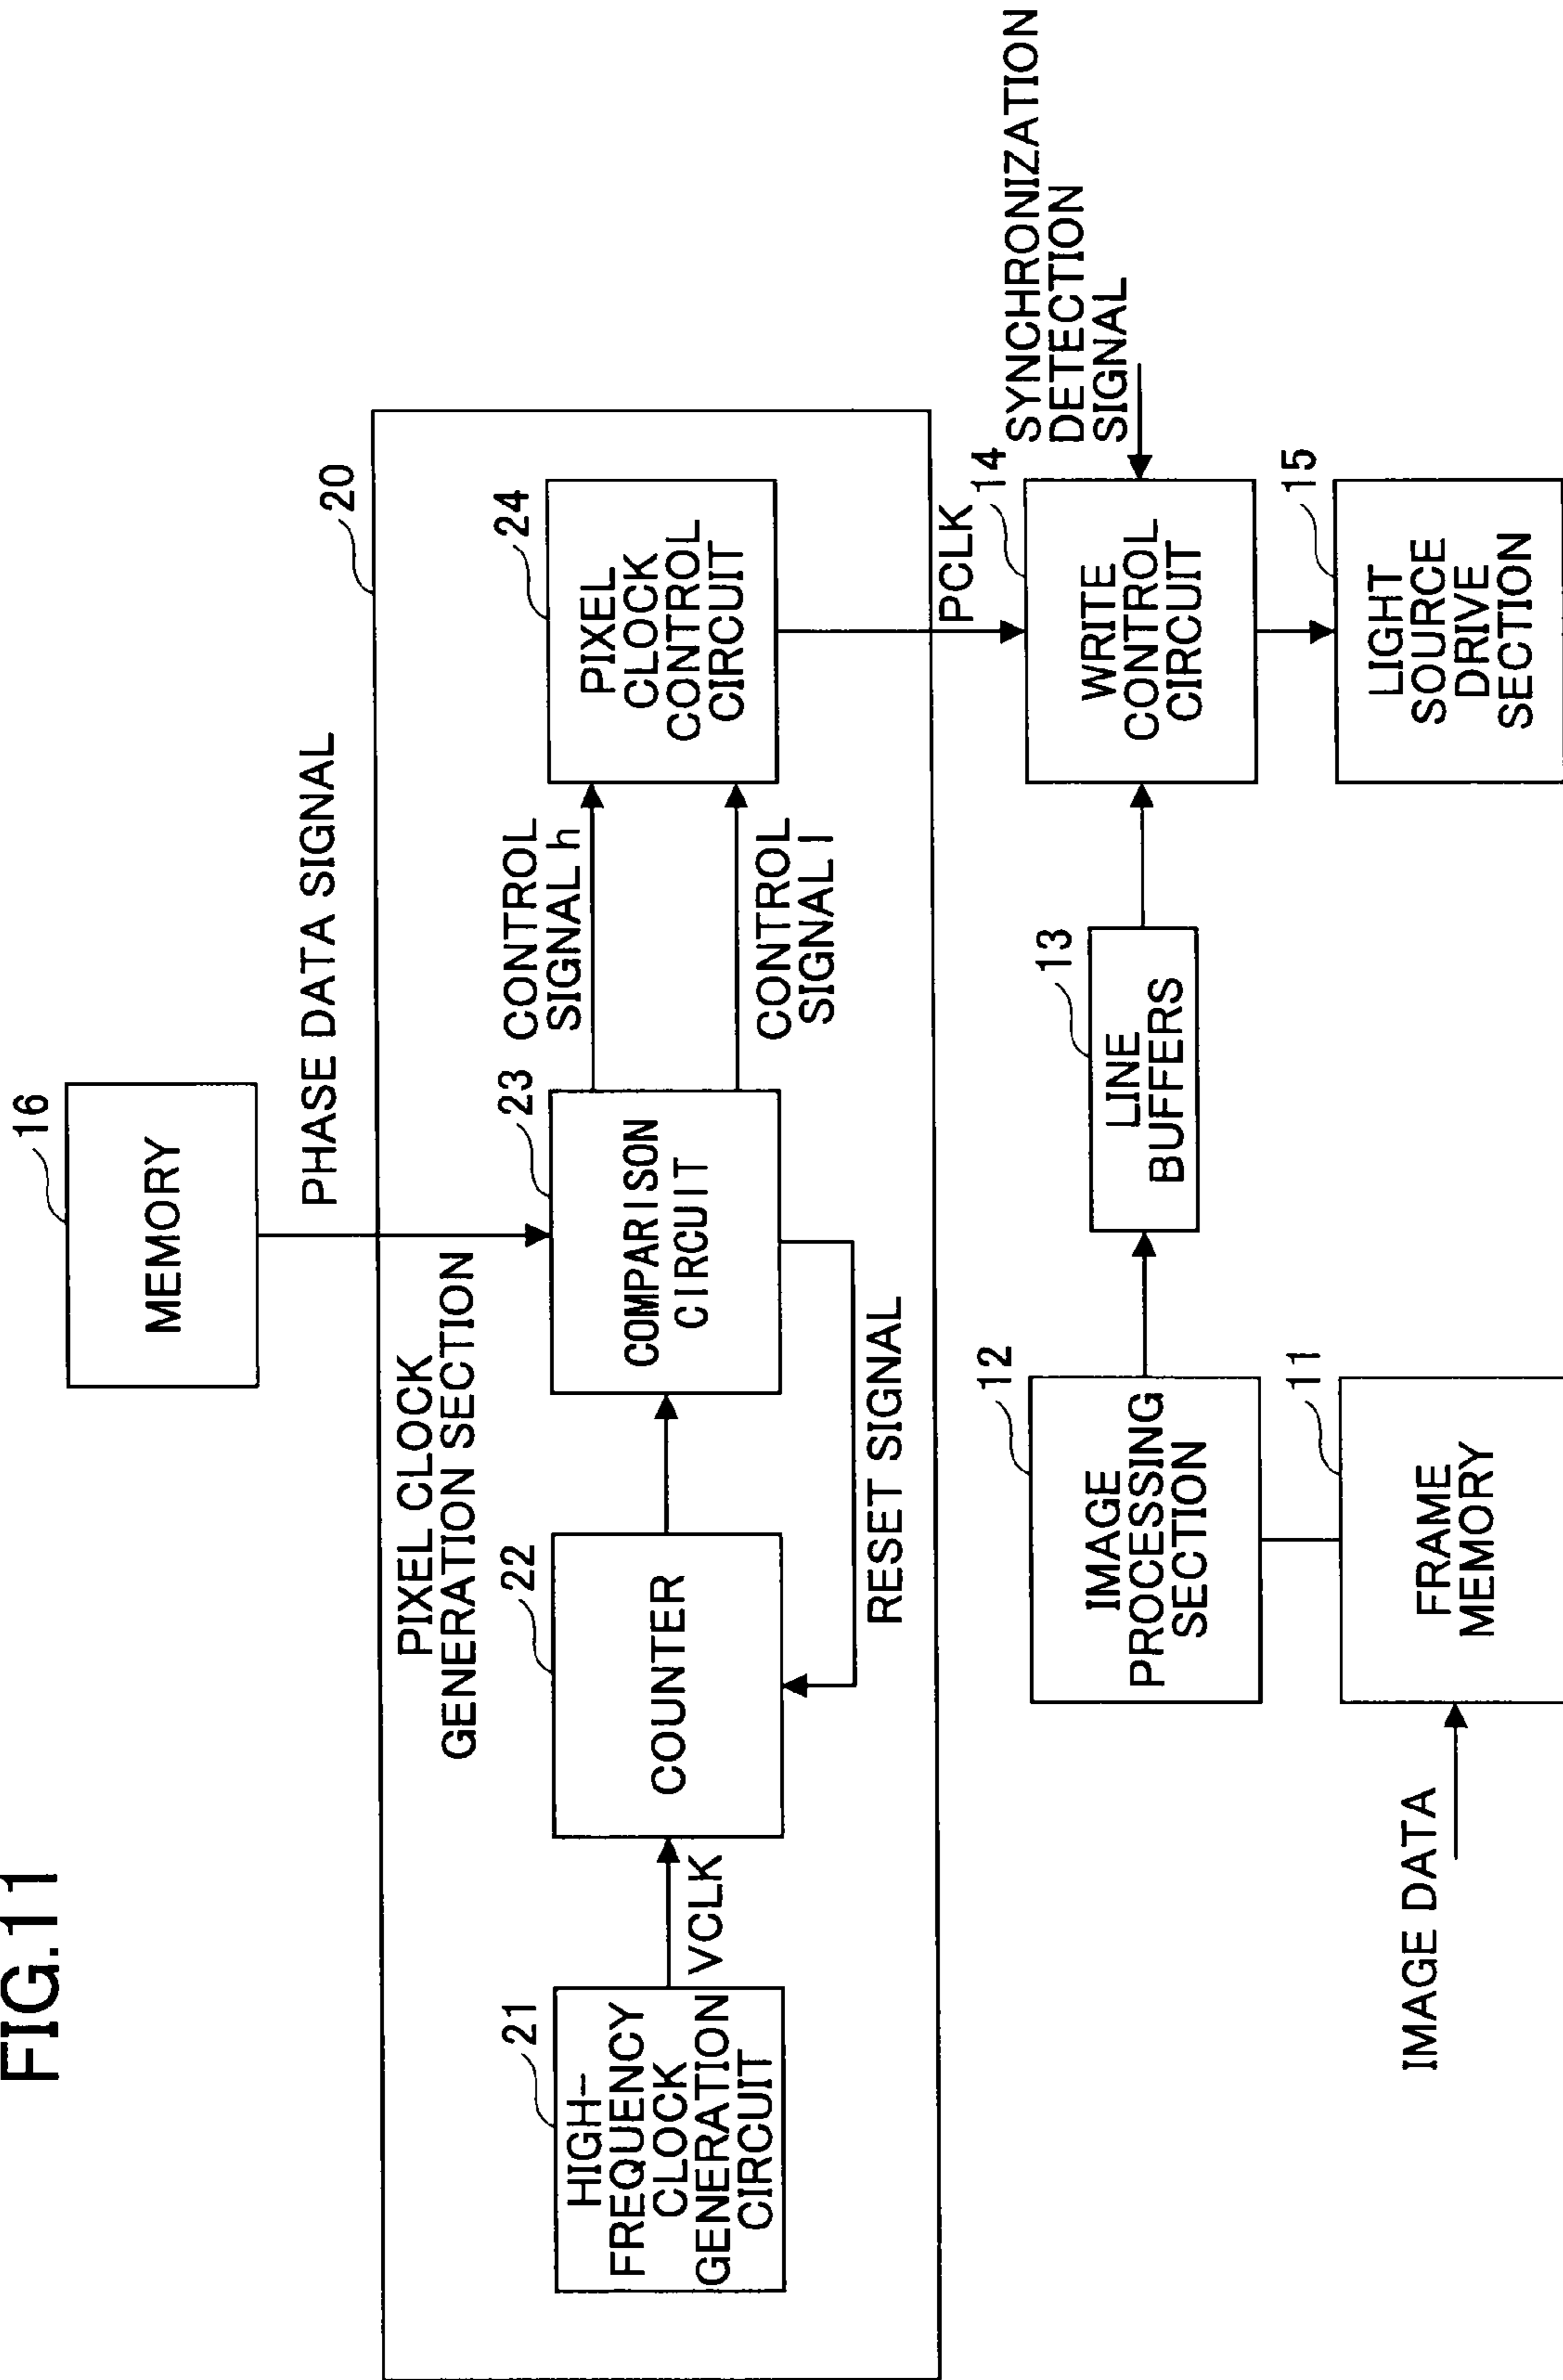 FIG.11
16
MEMORY
PHASE DATA SIGNAL
20
PIXEL CLOCK
GENERATION SECTION
21
HIGH-
FREQUENCY
CLOCK
GENERATION
CIRCUIT
VCLK
22
COUNTER
23
COMPARISON
CIRCUIT
CONTROL
SIGNAL h
CONTROL
SIGNAL l
24
PIXEL
CLOCK
CONTROL
CIRCUIT
RESET SIGNAL
PCLK
12
IMAGE
PROCESSING
SECTION
13
LINE
BUFFERS
14
WRITE
CONTROL
CIRCUIT
SYNCHRONIZATION
DETECTION
SIGNAL
IMAGE DATA
11
FRAME
MEMORY
15
LIGHT
SOURCE
DRIVE
SECTION